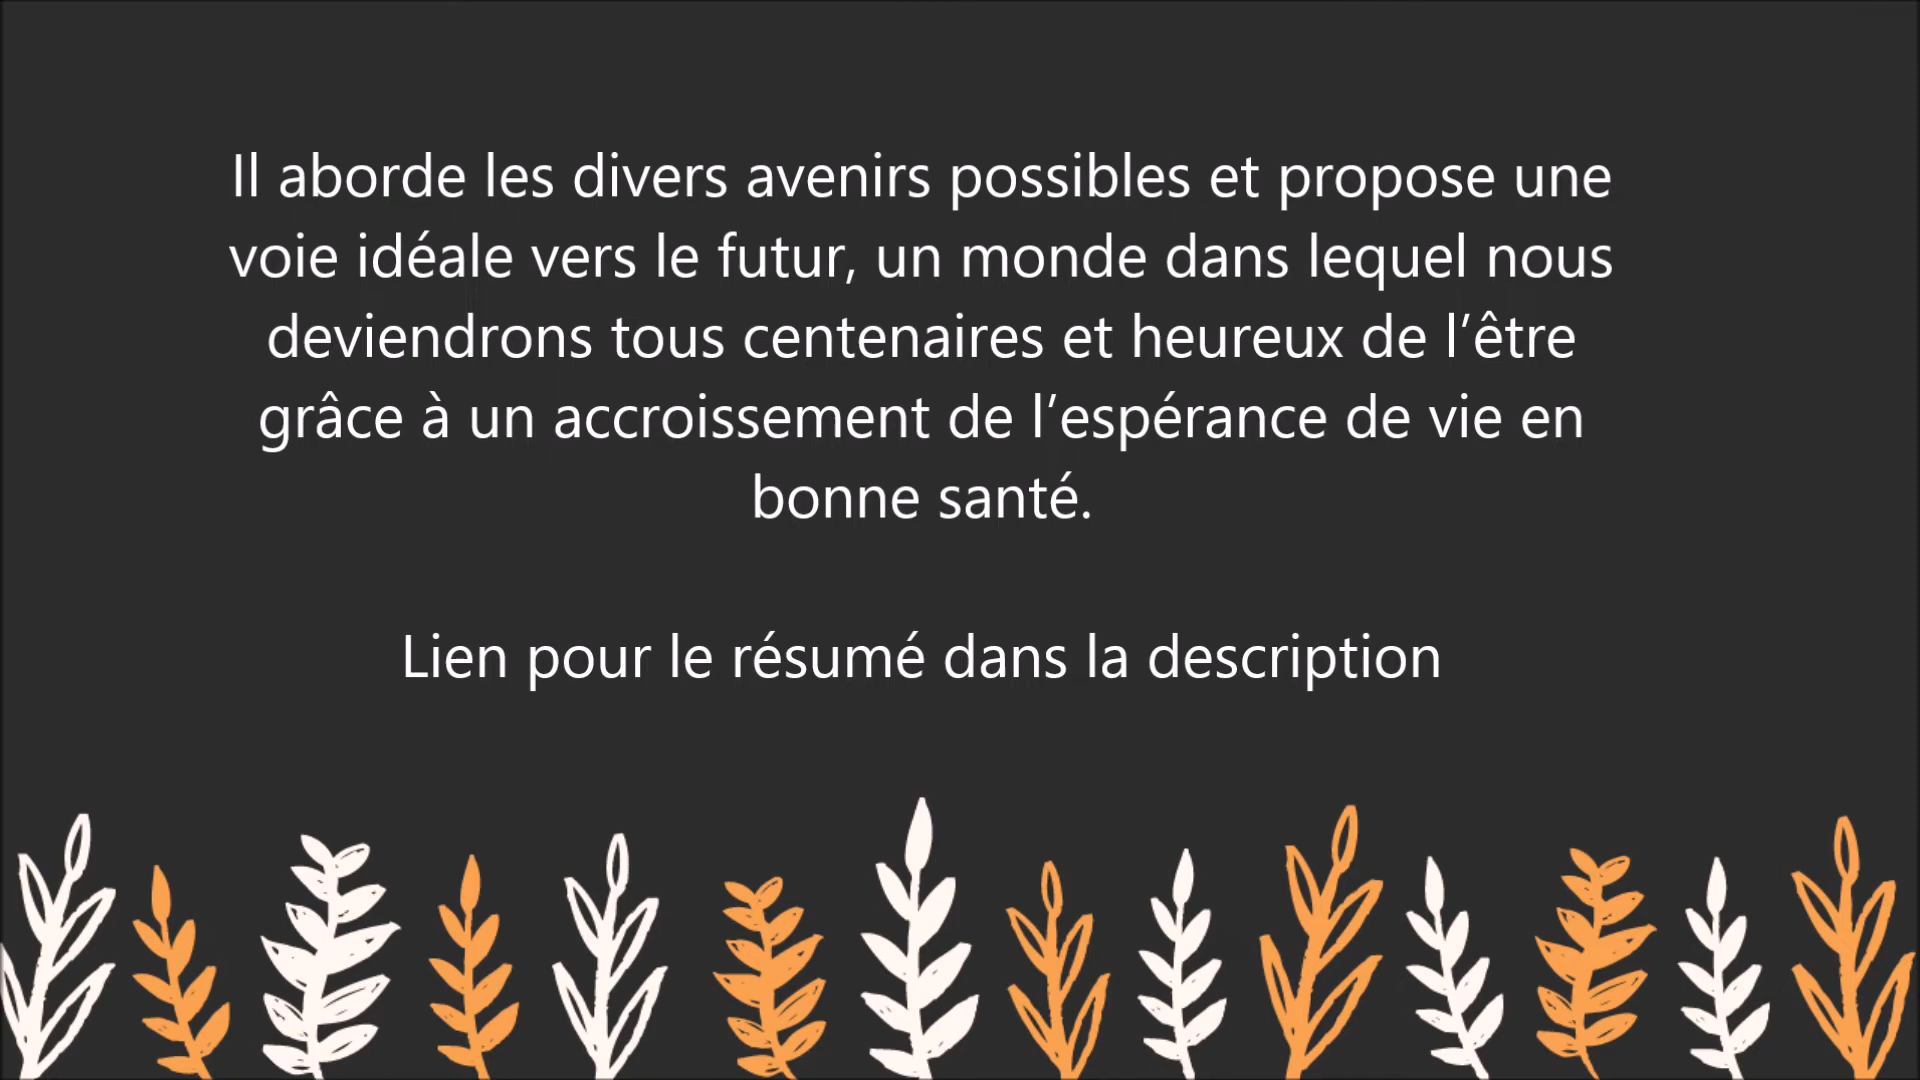 Il aborde les divers avenirs possibles et propose une
voie idéale vers le futur, un monde dans lequel nous
deviendrons tous centenaires et heureux de l’être
grâce à un accroissement de l’espérance de vie en
bonne santé.
Lien pour le résumé dans la description